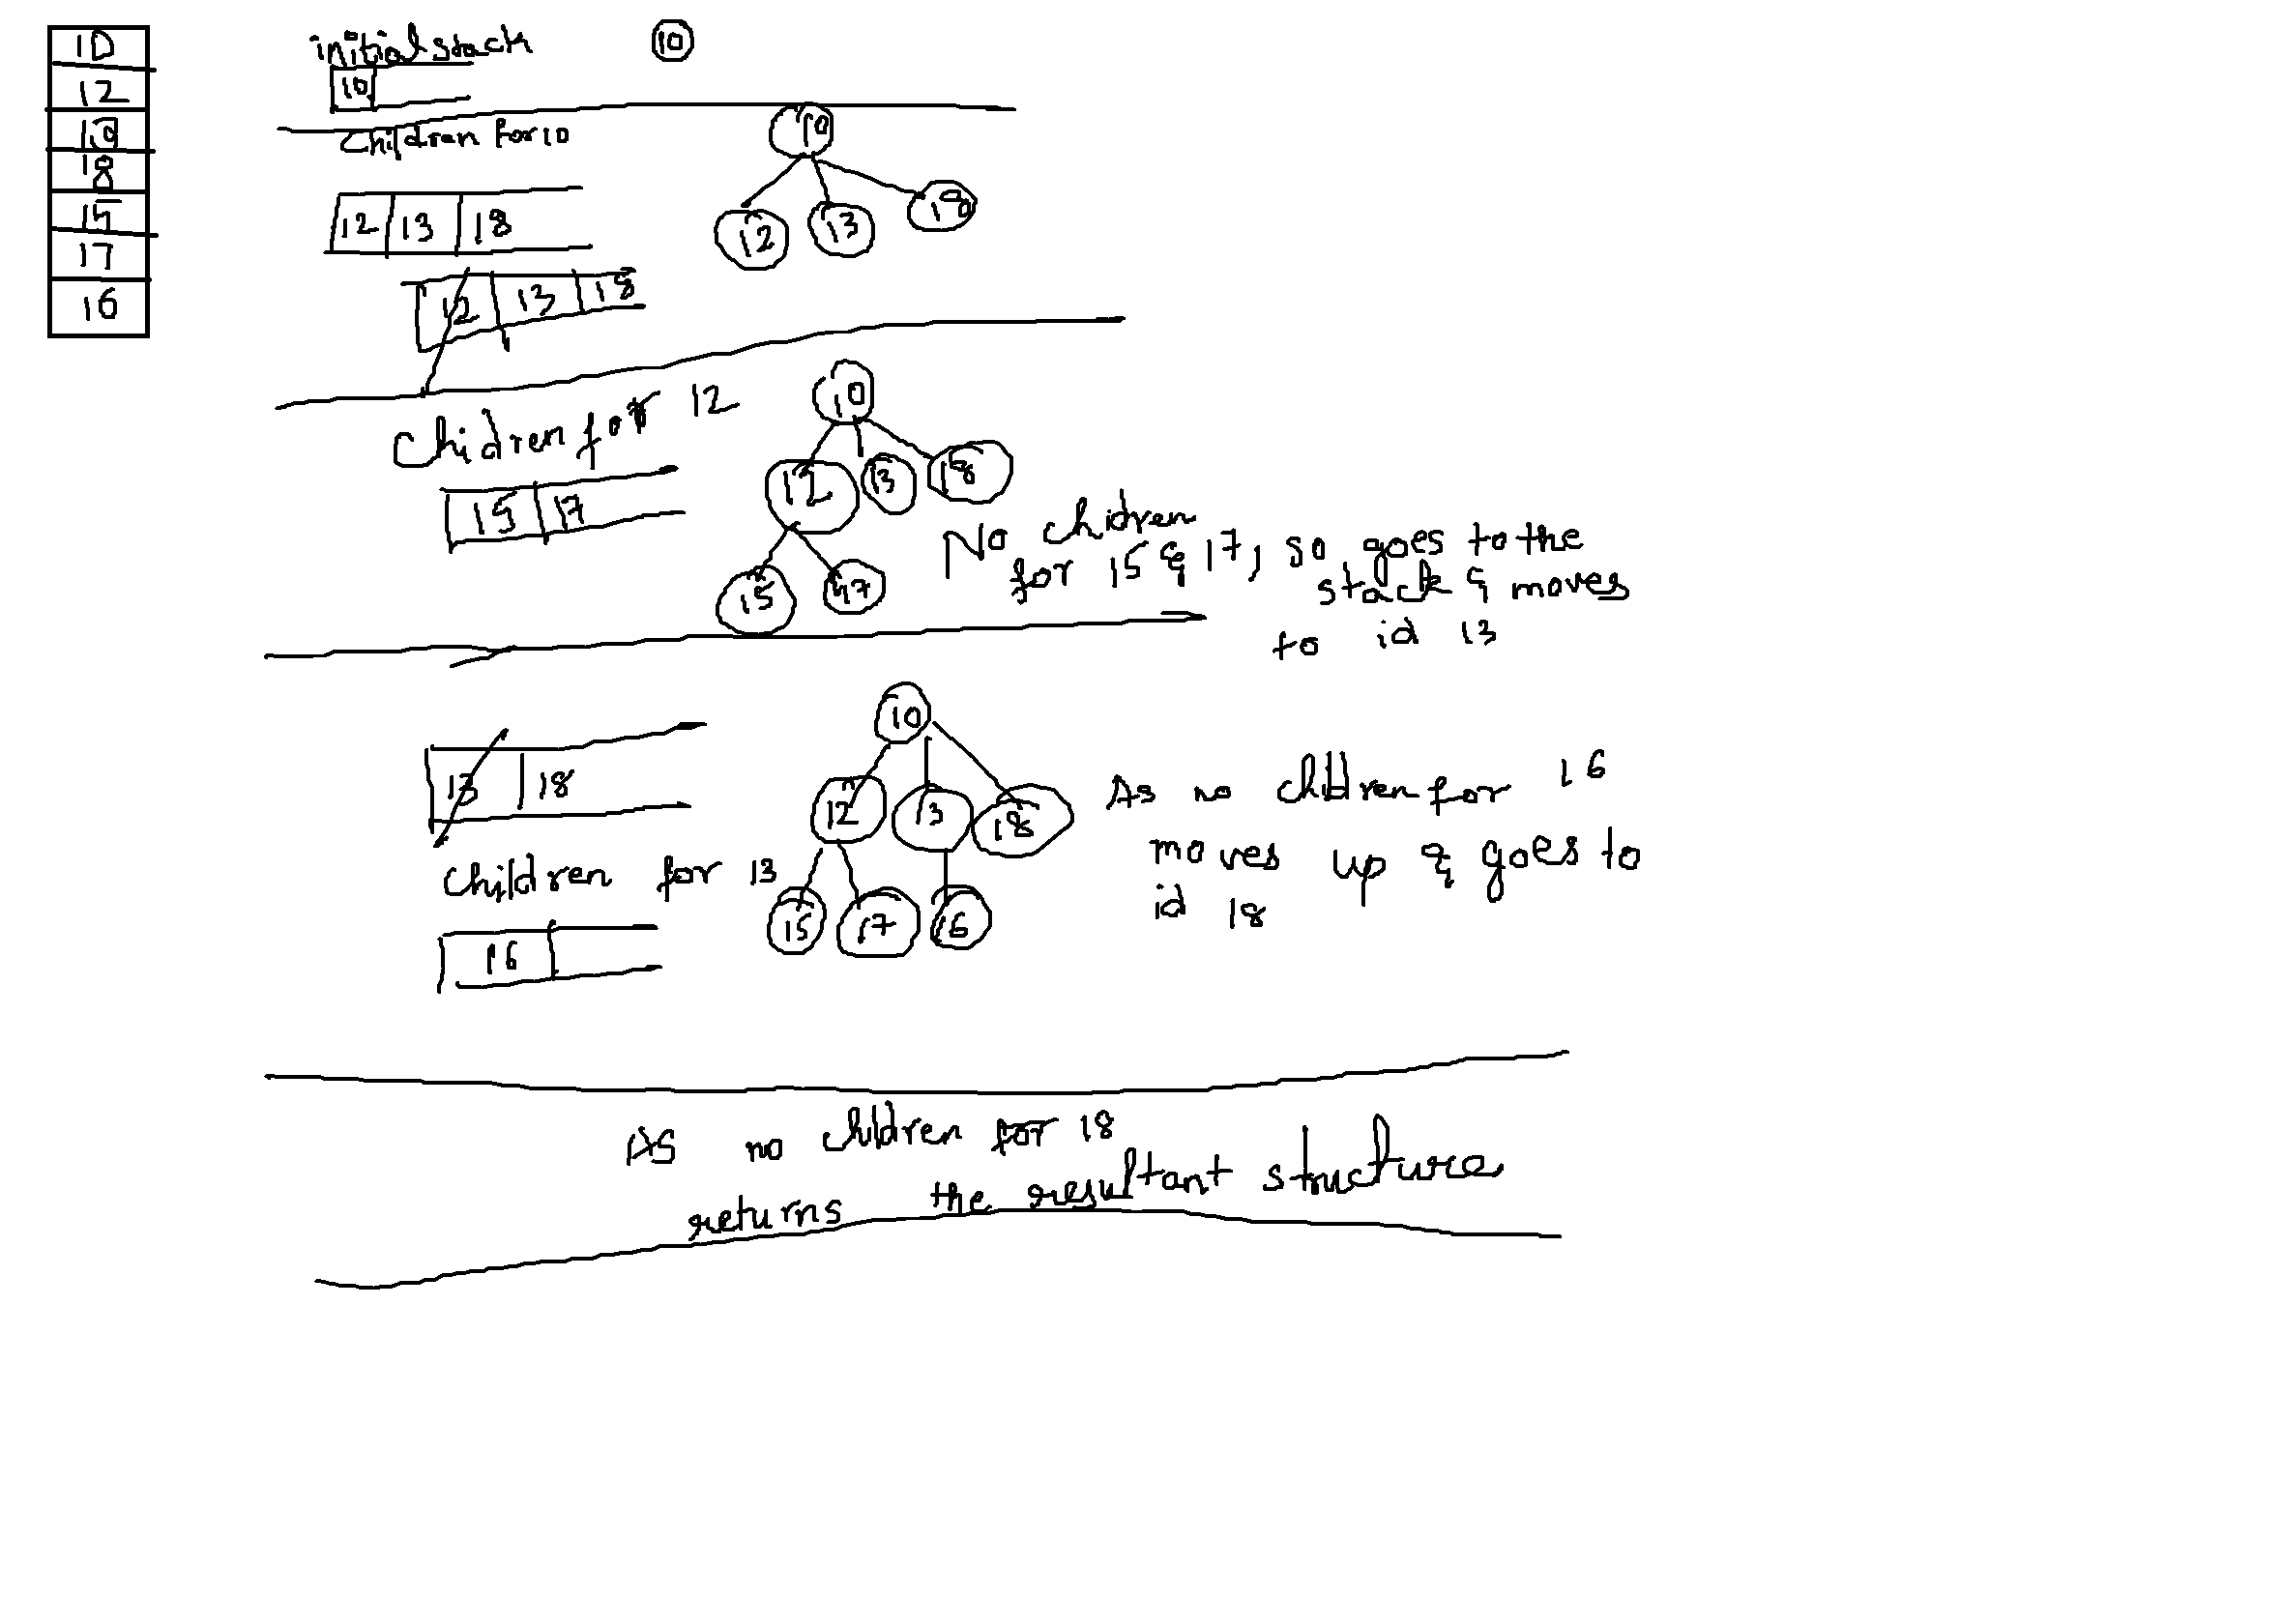 10
12
18
15
17
16
initial stack
10
10
Children for 10
10
12 13 18
12 13 18
12 13 18
Chidren for 12
10
12 13 18
15 17
15 17
No chidren
for 15 & 17, so goes to the
stack & moves
to id 13
10
13 18
12 13 18
Children for 13
15 17 16
16
As no children for 16
moves up & goes to
id 18
As no children for 18
returns the resultant structure